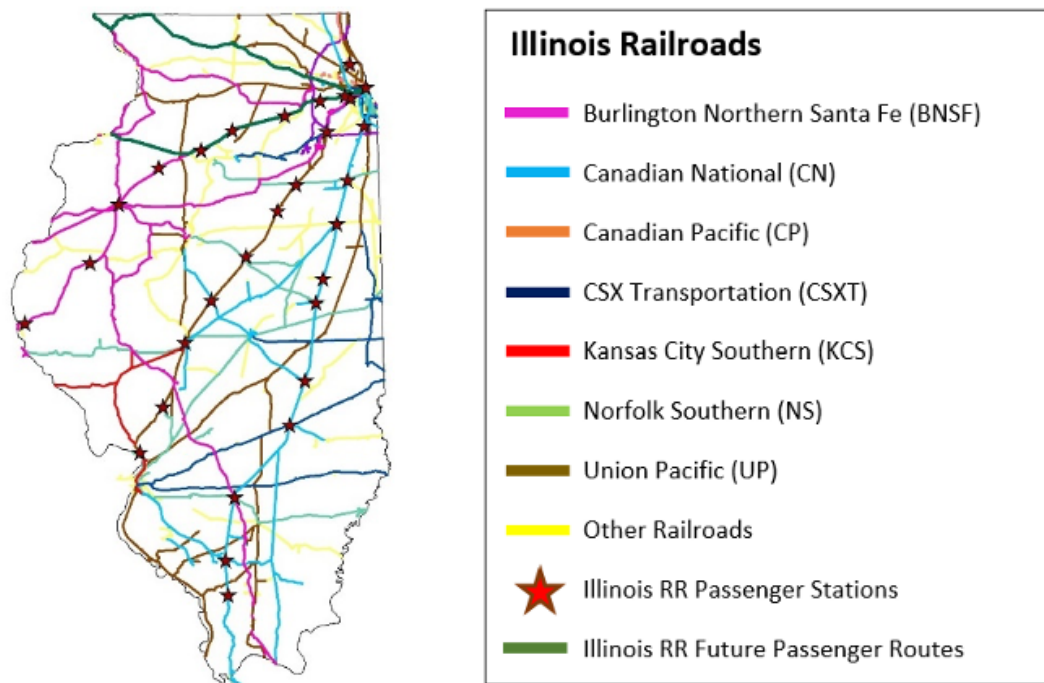 Illinois Railroads
Burlington Northern Santa Fe (BNSF)
Canadian National (CN)
Canadian Pacific (CP)
CSX Transportation (CSXT)
Kansas City Southern (KCS)
Norfolk Southern (NS)
Union Pacific (UP)
Other Railroads
Illinois RR Passenger Stations
Illinois RR Future Passenger Routes